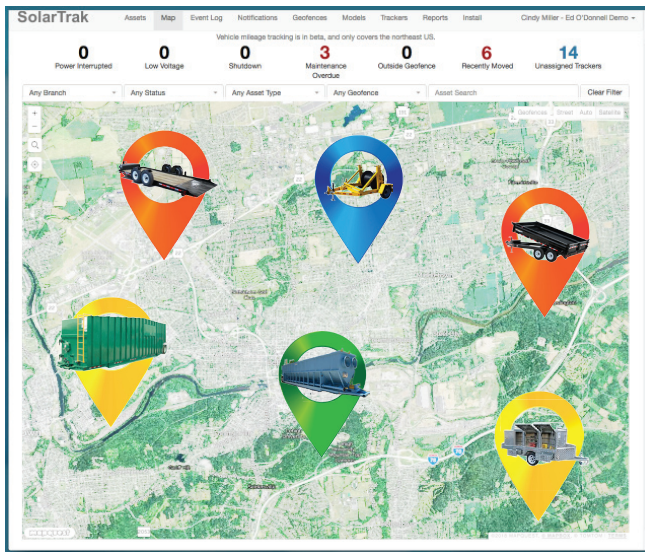 SolarTrak
Assets Map Event Log Notifications Geofences Models Trackers Reports Install Cindy Miller - Ed O'Donnell Demo
Vehicle mileage tracking is in beta, and only covers the northeast US.
0 0 0 3 0 6 14
Power Interrupted Low Voltage Shutdown Maintenance Overdue Outside Geofence Recently Moved Unassigned Trackers
Any Branch Any Status Any Asset Type Any Geofence Asset Search Clear Filter
+
−
Geofences Street Auto Satellite
mapquest